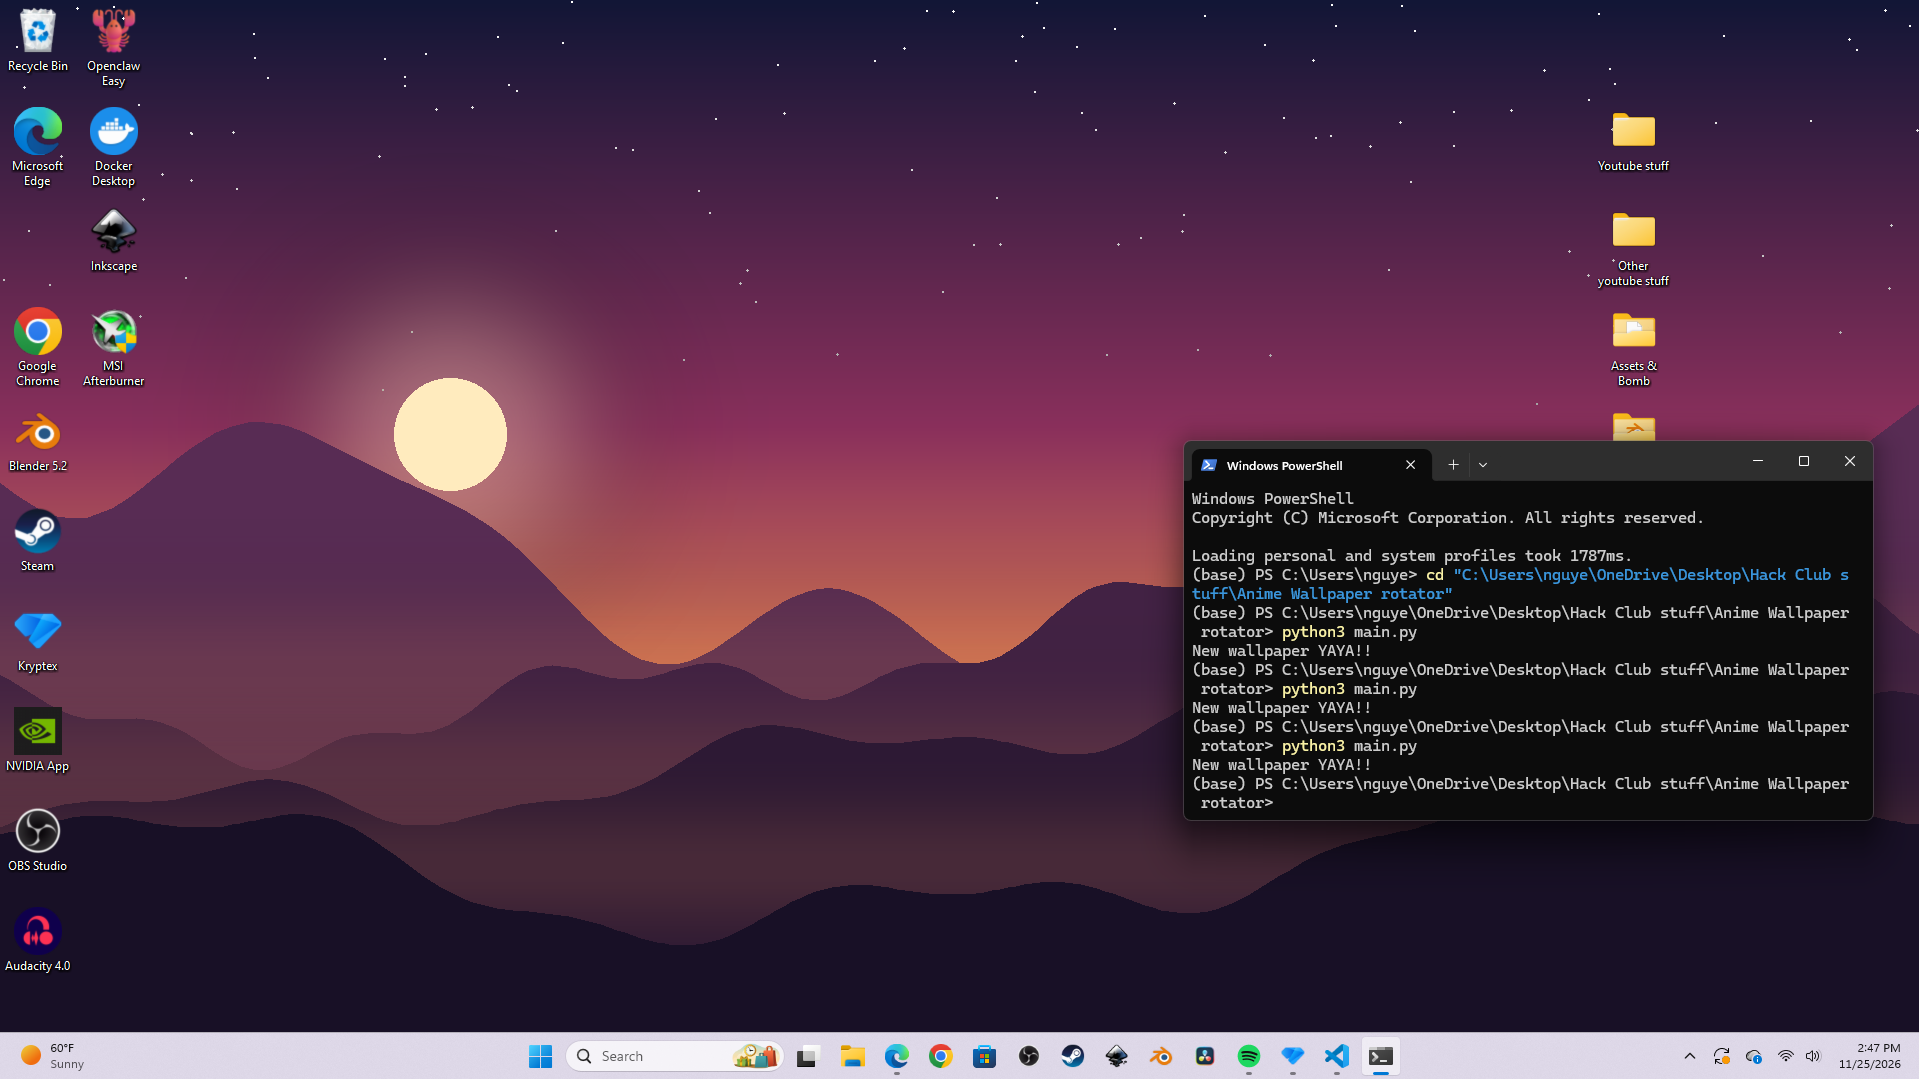 Recycle Bin
Openclaw
Easy
Microsoft
Edge
Docker
Desktop
Inkscape
Google
Chrome
MSI
Afterburner
Blender 5.2
Steam
Kryptex
NVIDIA App
OBS Studio
Audacity 4.0
Youtube stuff
Other
youtube stuff
Assets &
Bomb
Windows PowerShell
Windows PowerShell
Copyright (C) Microsoft Corporation. All rights reserved.
Loading personal and system profiles took 1787ms.
(base) PS C:\Users\nguye> cd "C:\Users\nguye\OneDrive\Desktop\Hack Club s
tuff\Anime Wallpaper rotator"
(base) PS C:\Users\nguye\OneDrive\Desktop\Hack Club stuff\Anime Wallpaper
rotator> python3 main.py
New wallpaper YAYA!!
(base) PS C:\Users\nguye\OneDrive\Desktop\Hack Club stuff\Anime Wallpaper
rotator> python3 main.py
New wallpaper YAYA!!
(base) PS C:\Users\nguye\OneDrive\Desktop\Hack Club stuff\Anime Wallpaper
rotator> python3 main.py
New wallpaper YAYA!!
(base) PS C:\Users\nguye\OneDrive\Desktop\Hack Club stuff\Anime Wallpaper
rotator>
60°F
Sunny
Search
2:47 PM
11/25/2026